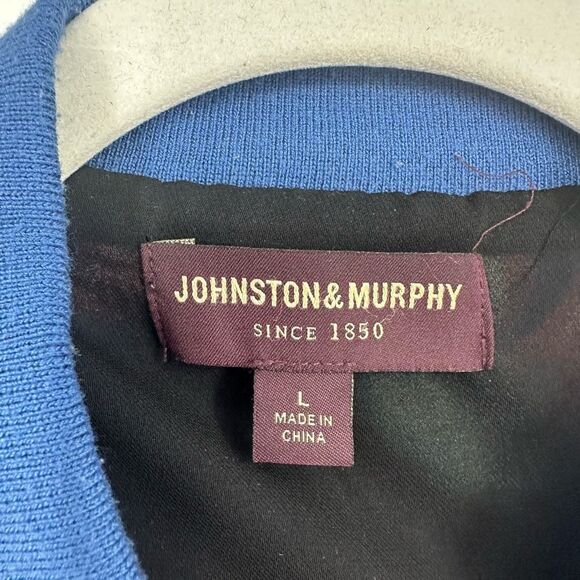 JOHNSTON & MURPHY
SINCE 1850
L
MADE IN
CHINA